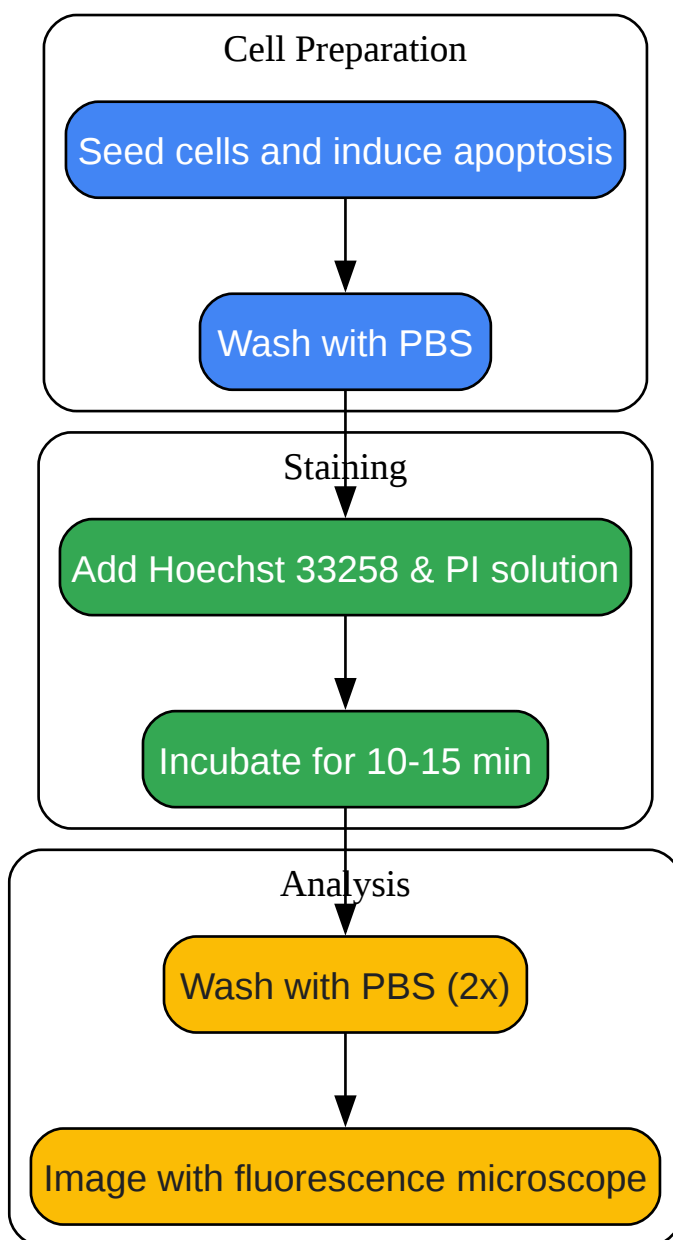 Cell Preparation
Seed cells and induce apoptosis
Wash with PBS
Staining
Add Hoechst 33258 & PI solution
Incubate for 10-15 min
Analysis
Wash with PBS (2x)
Image with fluorescence microscope